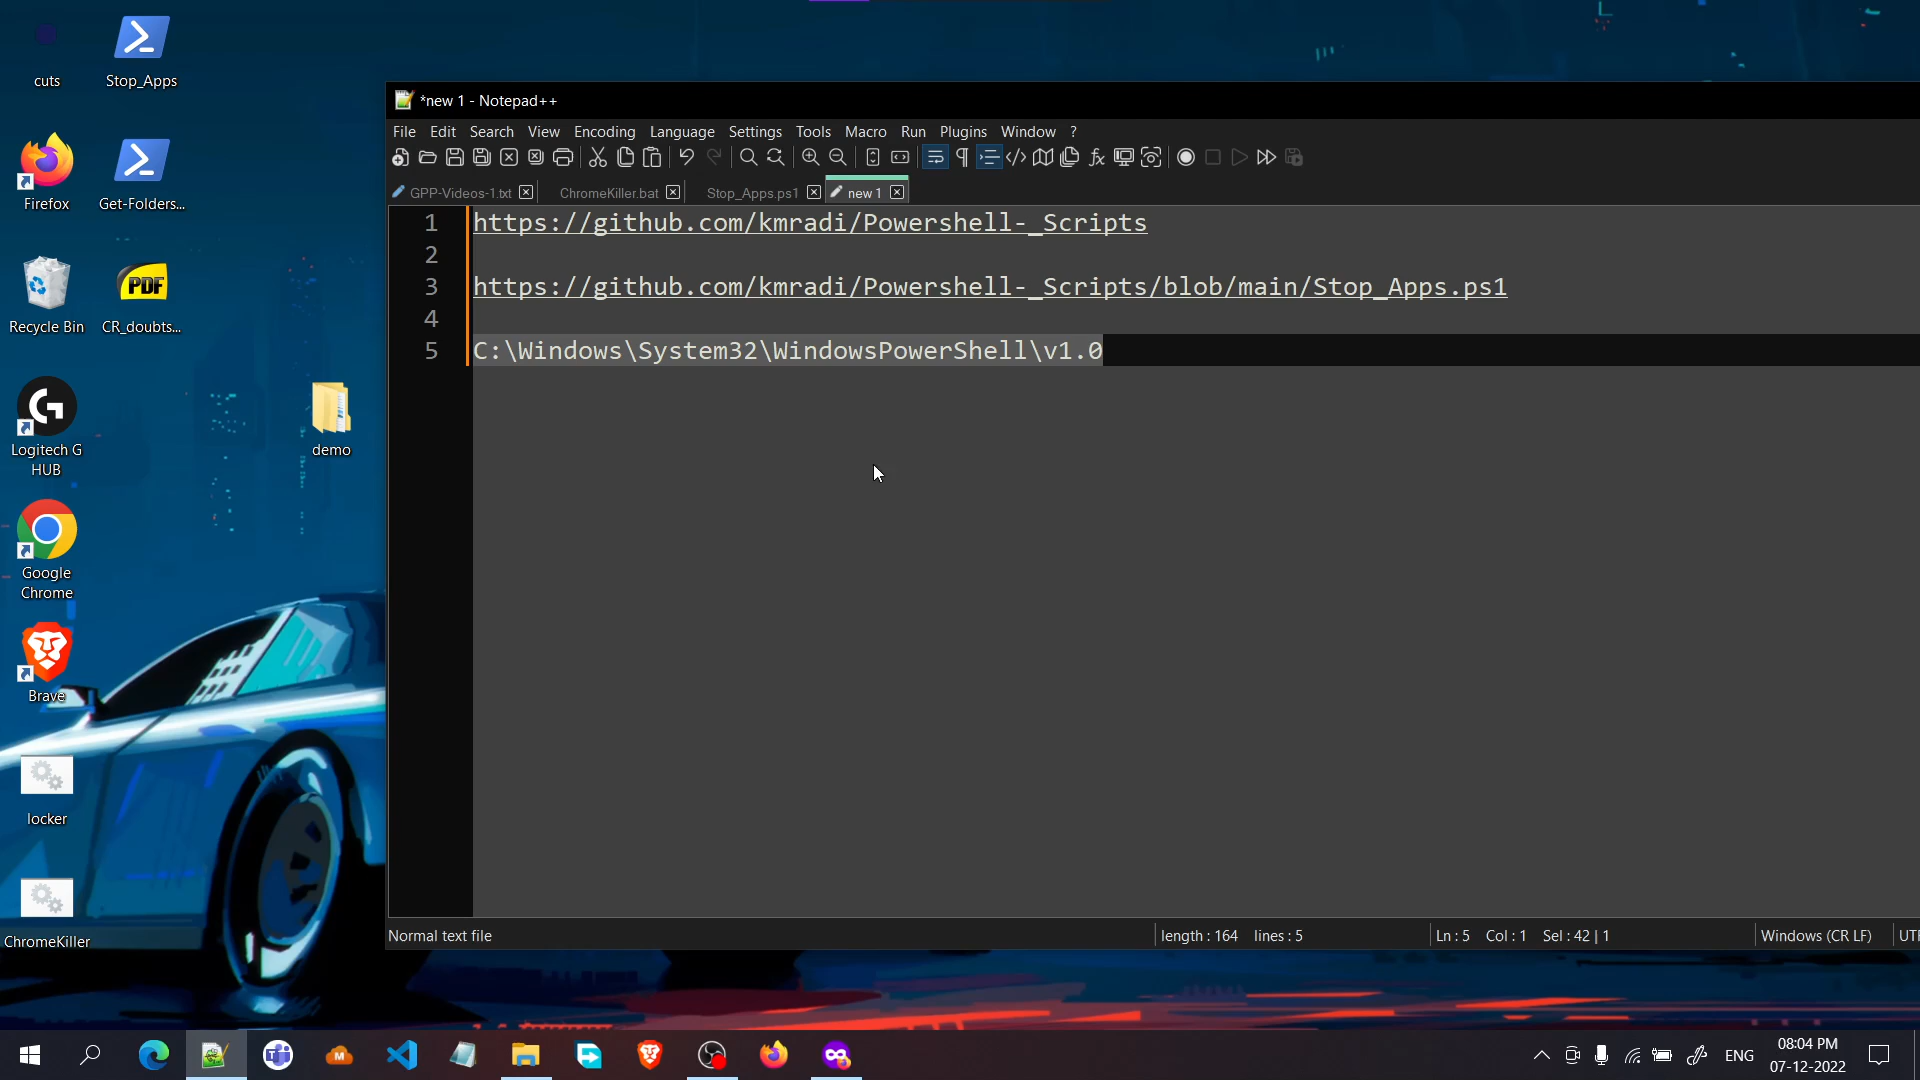 cuts
Stop_Apps
Firefox
Get-Folders...
Recycle Bin
PDF
CR_doubts...
Logitech G
HUB
demo
Google
Chrome
Brave
locker
ChromeKiller
*new 1 - Notepad++
File Edit Search View Encoding Language Settings Tools Macro Run Plugins Window ?
GPP-Videos-1.txt ChromeKiller.bat Stop_Apps.ps1 new 1
1 https://github.com/kmradi/Powershell-_Scripts
2
3 https://github.com/kmradi/Powershell-_Scripts/blob/main/Stop_Apps.ps1
4
5 C:\Windows\System32\WindowsPowerShell\v1.0
Normal text file length : 164 lines : 5 Ln : 5 Col : 1 Sel : 42 | 1 Windows (CR LF) UTF
ENG
08:04 PM
07-12-2022